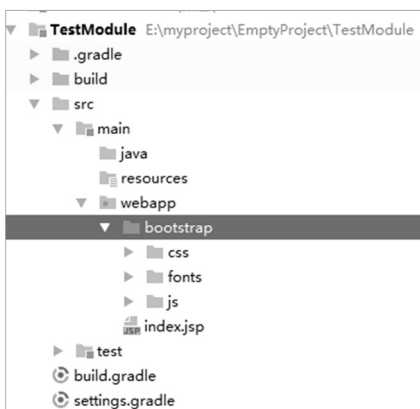 TestModule E:\myproject\EmptyProject\TestModule
.gradle
build
src
main
java
resources
webapp
bootstrap
css
fonts
js
JSP index.jsp
test
build.gradle
settings.gradle